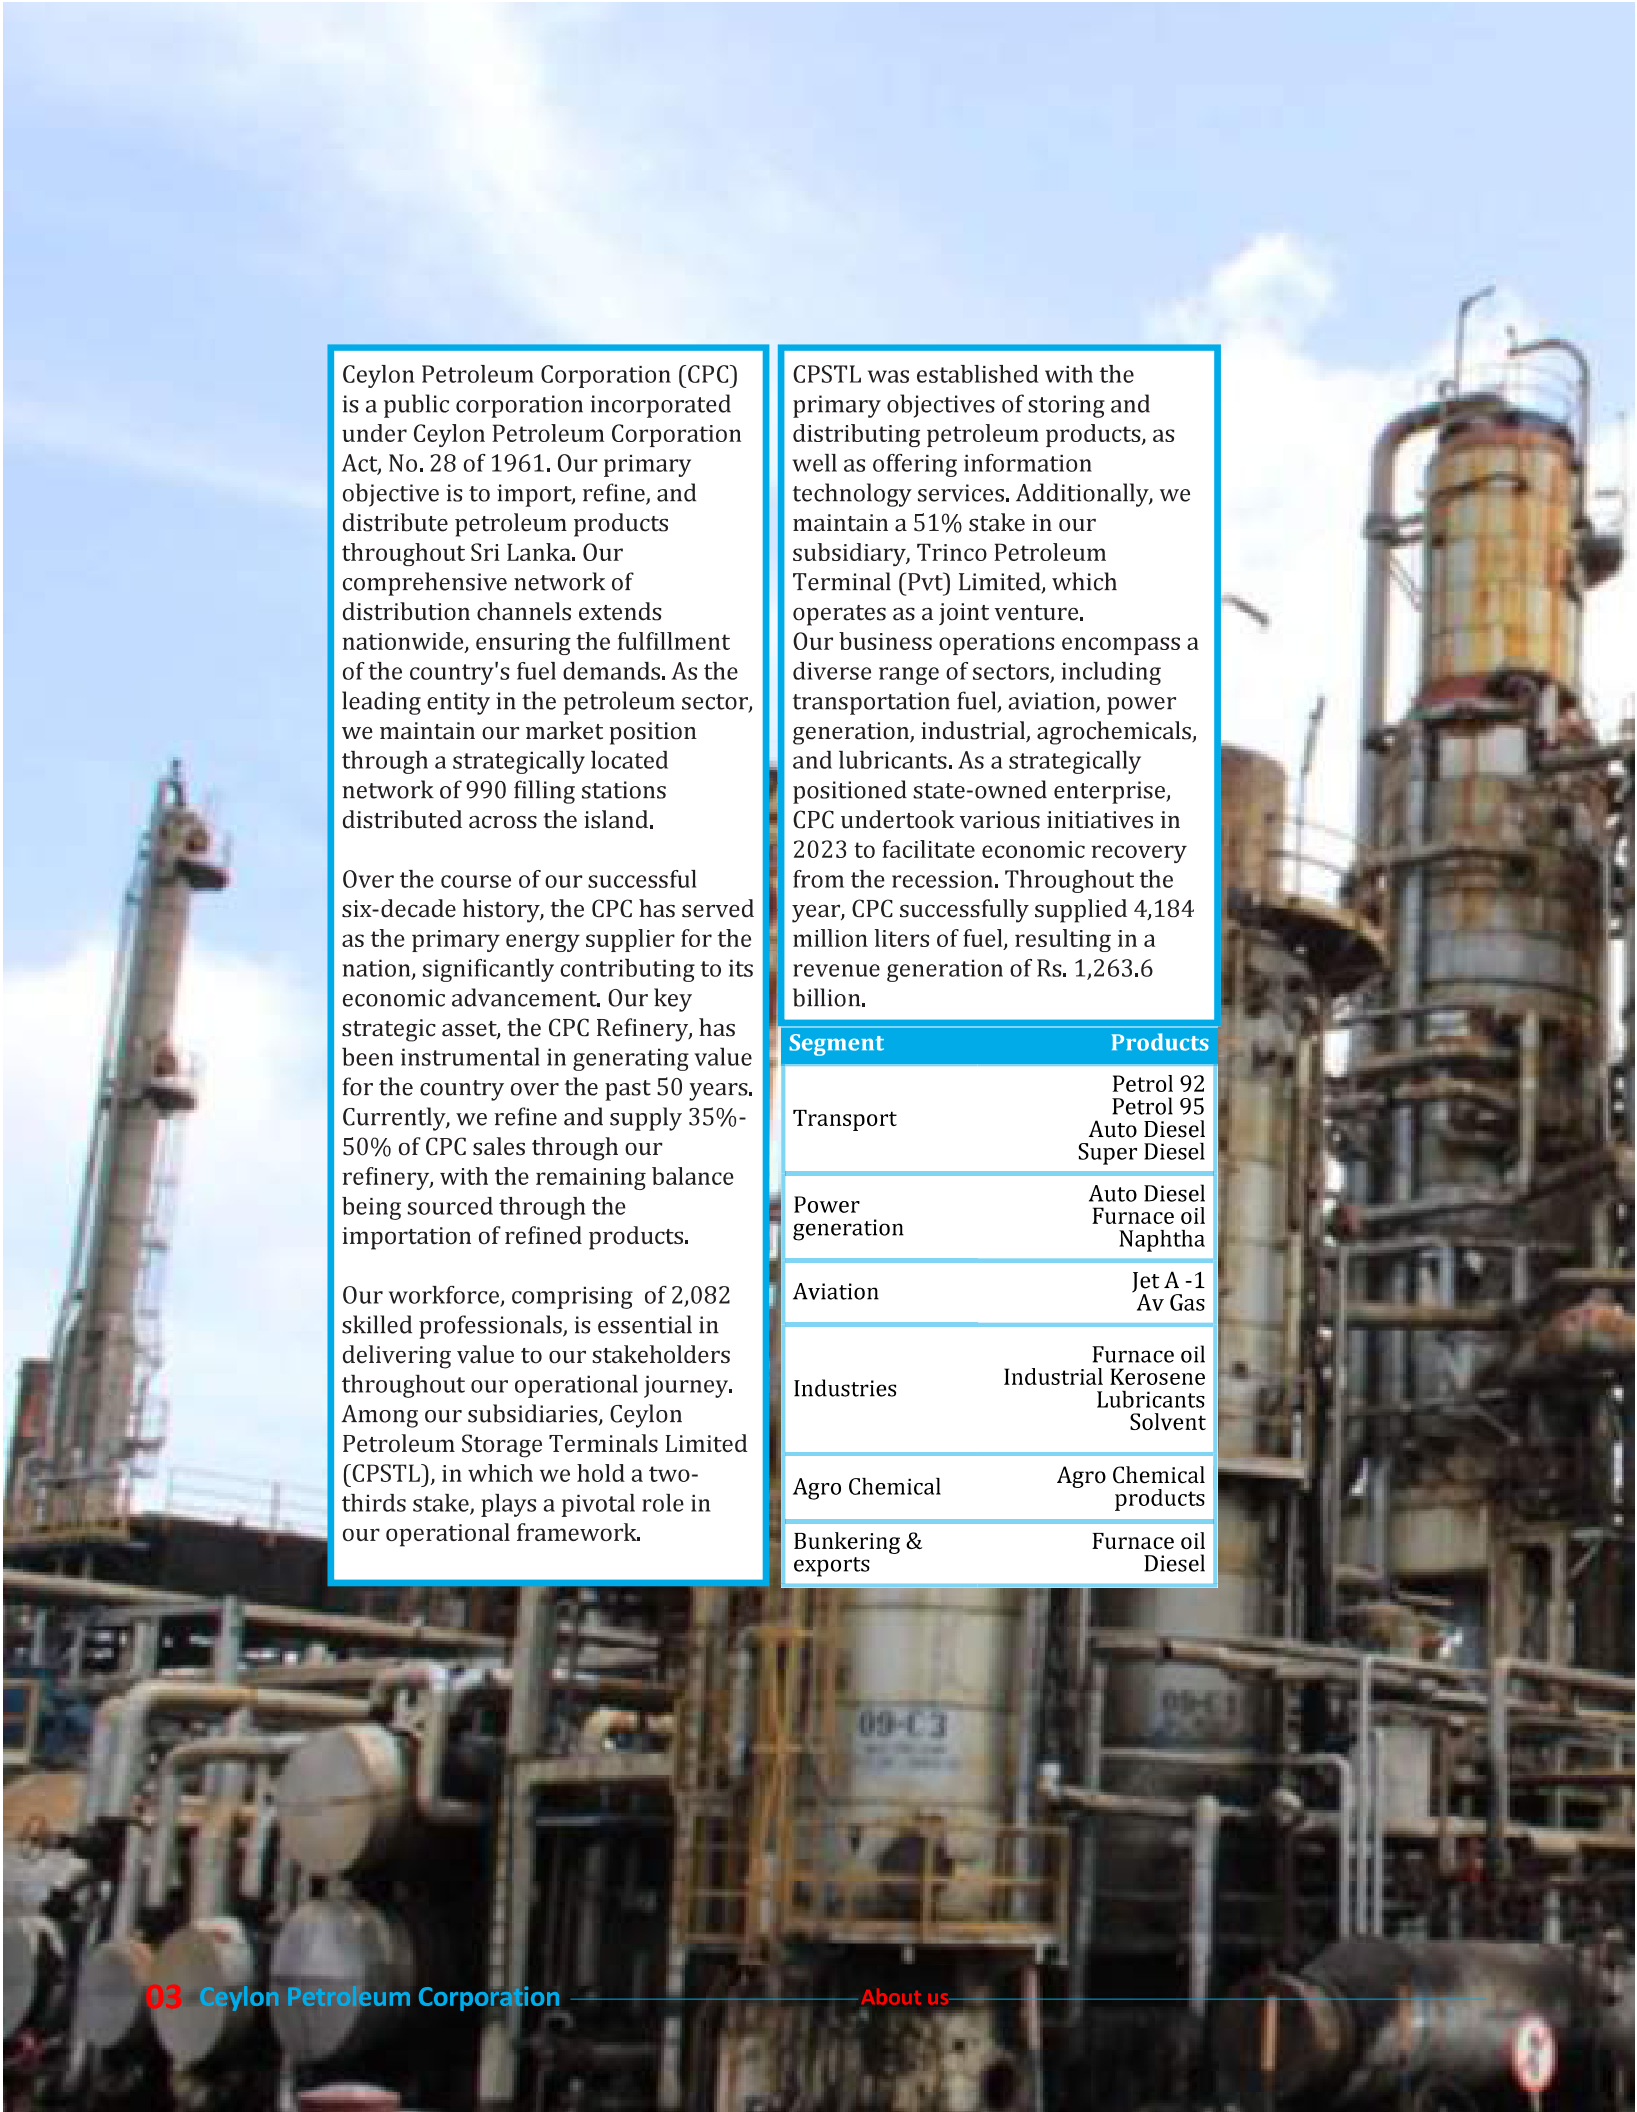 Ceylon Petroleum Corporation (CPC)
is a public corporation incorporated
under Ceylon Petroleum Corporation
Act, No. 28 of 1961. Our primary
objective is to import, refine, and
distribute petroleum products
throughout Sri Lanka. Our
comprehensive network of
distribution channels extends
nationwide, ensuring the fulfillment
of the country's fuel demands. As the
leading entity in the petroleum sector,
we maintain our market position
through a strategically located
network of 990 filling stations
distributed across the island.
Over the course of our successful
six-decade history, the CPC has served
as the primary energy supplier for the
nation, significantly contributing to its
economic advancement. Our key
strategic asset, the CPC Refinery, has
been instrumental in generating value
for the country over the past 50 years.
Currently, we refine and supply 35%-
50% of CPC sales through our
refinery, with the remaining balance
being sourced through the
importation of refined products.
Our workforce, comprising of 2,082
skilled professionals, is essential in
delivering value to our stakeholders
throughout our operational journey.
Among our subsidiaries, Ceylon
Petroleum Storage Terminals Limited
(CPSTL), in which we hold a two-
thirds stake, plays a pivotal role in
our operational framework.
CPSTL was established with the
primary objectives of storing and
distributing petroleum products, as
well as offering information
technology services. Additionally, we
maintain a 51% stake in our
subsidiary, Trinco Petroleum
Terminal (Pvt) Limited, which
operates as a joint venture.
Our business operations encompass a
diverse range of sectors, including
transportation fuel, aviation, power
generation, industrial, agrochemicals,
and lubricants. As a strategically
positioned state-owned enterprise,
CPC undertook various initiatives in
2023 to facilitate economic recovery
from the recession. Throughout the
year, CPC successfully supplied 4,184
million liters of fuel, resulting in a
revenue generation of Rs. 1,263.6
billion.
Segment Products
Transport
Petrol 92
Petrol 95
Auto Diesel
Super Diesel
Power
generation
Auto Diesel
Furnace oil
Naphtha
Aviation
Jet A -1
Av Gas
Industries
Furnace oil
Industrial Kerosene
Lubricants
Solvent
Agro Chemical
Agro Chemical
products
Bunkering &
exports
Furnace oil
Diesel
09-C3
09-C1
03 Ceylon Petroleum Corporation About us